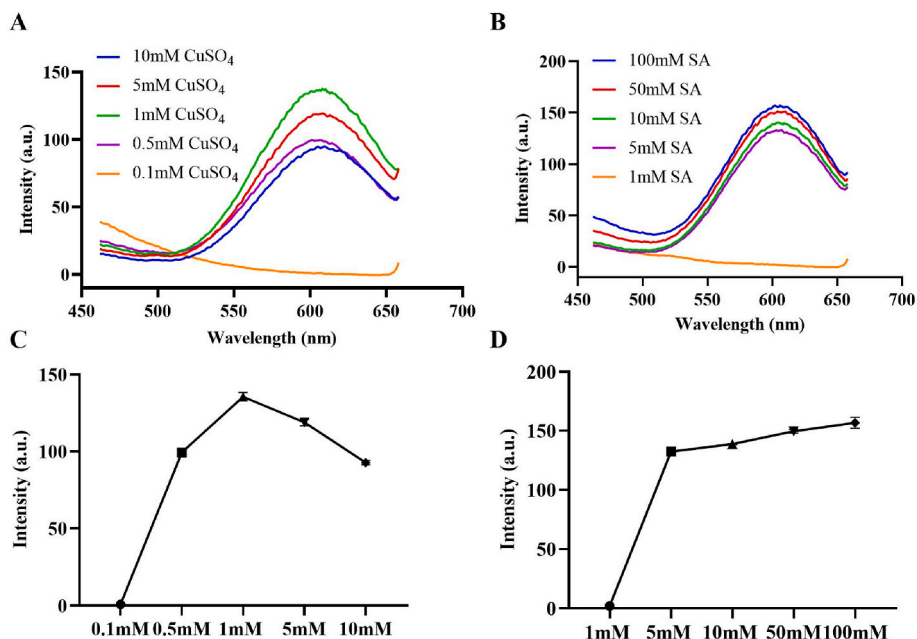 A
10mM CuSO4
5mM CuSO4
1mM CuSO4
0.5mM CuSO4
0.1mM CuSO4
Intensity (a.u.)
150
100
50
0
450 500 550 600 650 700
Wavelength (nm)
B
100mM SA
50mM SA
10mM SA
5mM SA
1mM SA
Intensity (a.u.)
200
150
100
50
0
450 500 550 600 650 700
Wavelength (nm)
C
Intensity (a.u.)
150
100
50
0
0.1mM 0.5mM 1mM 5mM 10mM
D
Intensity (a.u.)
200
150
100
50
0
1mM 5mM 10mM 50mM 100mM